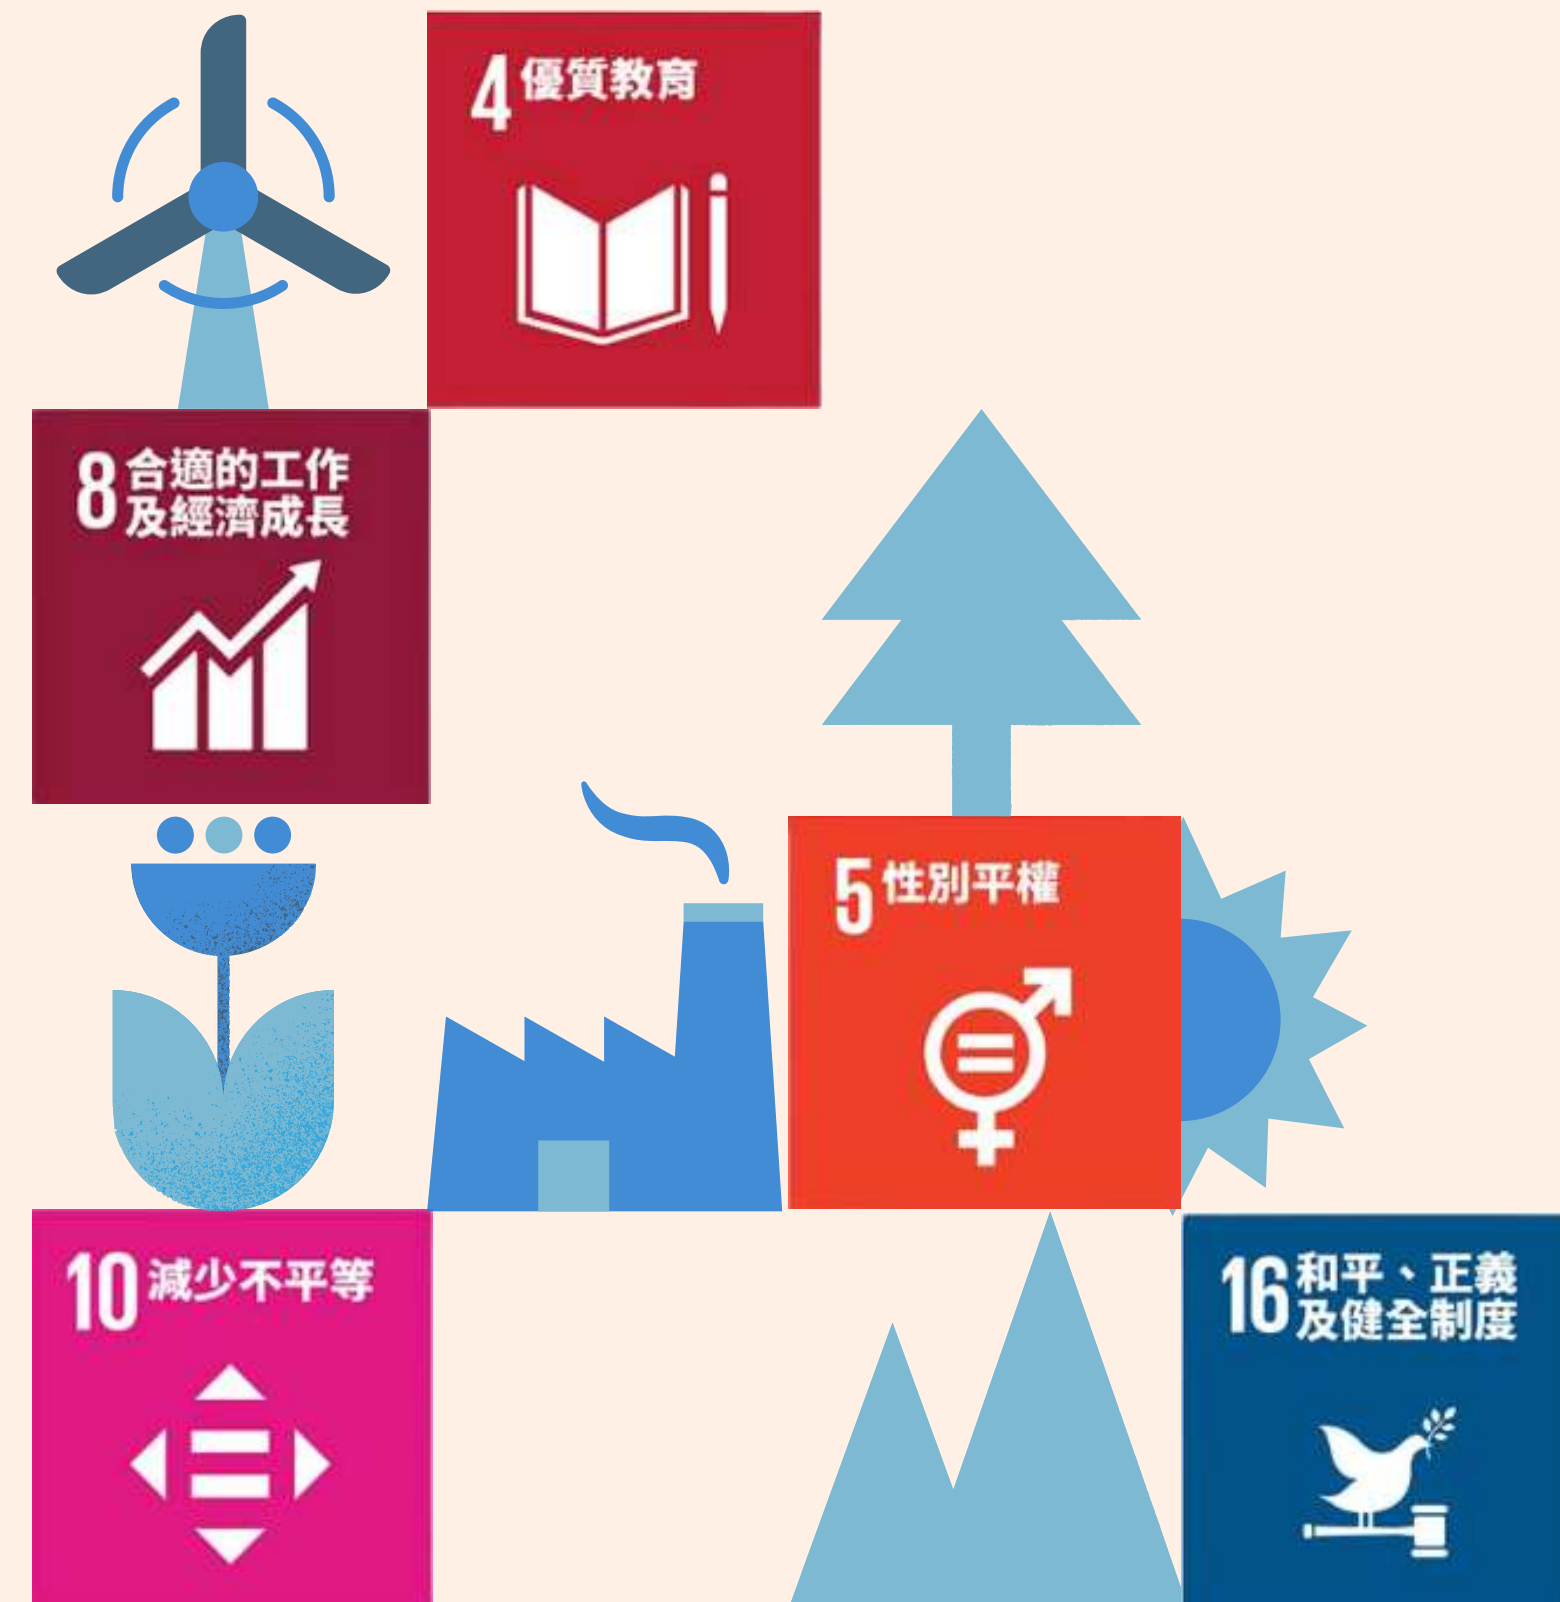 4 優質教育
8 合適的工作
及經濟成長
5 性別平權
10 減少不平等
16 和平、正義
及健全制度